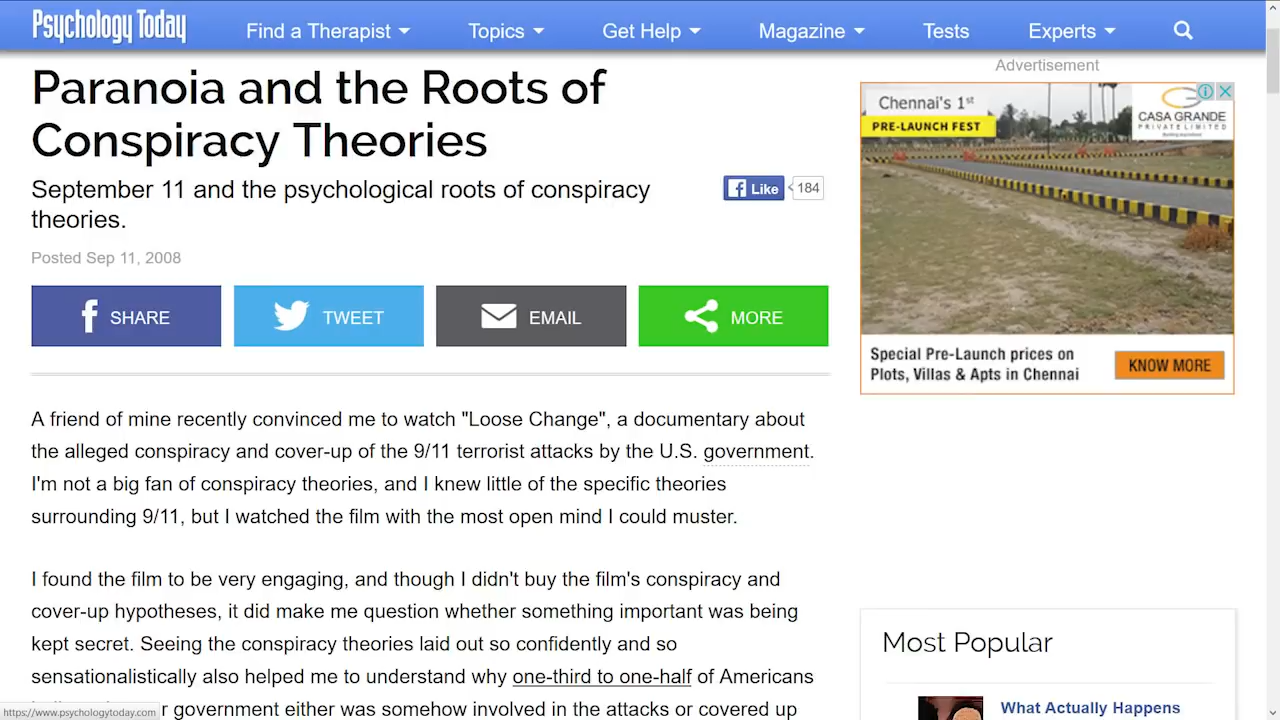 Psychology Today
Find a Therapist
Topics
Get Help
Magazine
Tests
Experts
Paranoia and the Roots of
Conspiracy Theories
September 11 and the psychological roots of conspiracy
theories.
Like
184
Posted Sep 11, 2008
SHARE
TWEET
EMAIL
MORE
A friend of mine recently convinced me to watch "Loose Change", a documentary about
the alleged conspiracy and cover-up of the 9/11 terrorist attacks by the U.S. government.
I'm not a big fan of conspiracy theories, and I knew little of the specific theories
surrounding 9/11, but I watched the film with the most open mind I could muster.
I found the film to be very engaging, and though I didn't buy the film's conspiracy and
cover-up hypotheses, it did make me question whether something important was being
kept secret. Seeing the conspiracy theories laid out so confidently and so
sensationalistically also helped me to understand why one-third to one-half of Americans
government either was somehow involved in the attacks or covered up
https://www.psychologytoday.com
Advertisement
Chennai's 1st
PRE-LAUNCH FEST
CASA GRANDE
PRIVATE LIMITED
Special Pre-Launch prices on
Plots, Villas & Apts in Chennai
KNOW MORE
Most Popular
What Actually Happens